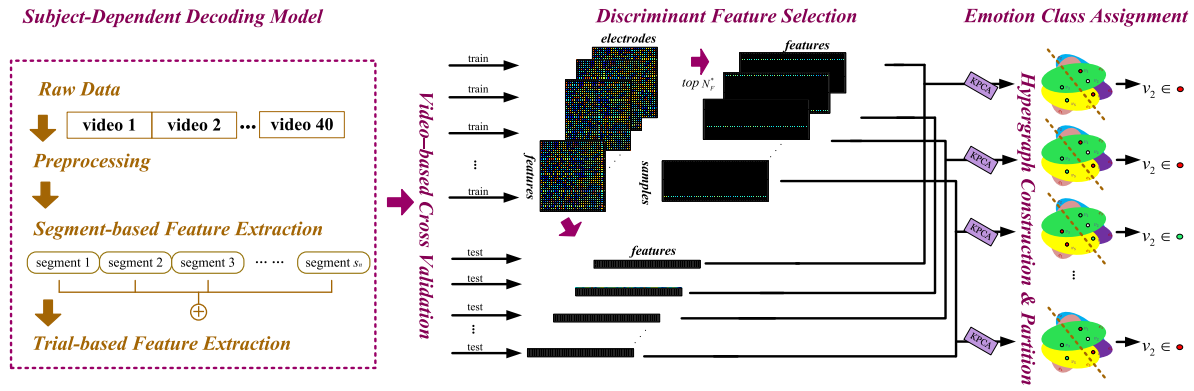 Subject-Dependent Decoding Model
Raw Data
video 1 video 2 ... video 40
Preprocessing
Segment-based Feature Extraction
segment 1 segment 2 segment 3 ... ... segment sₙ
Trial-based Feature Extraction
Video-based Cross Validation
Discriminant Feature Selection
train
train
train
...
train
electrodes
features
top N*F
features
samples
test
test
test
...
test
features
Emotion Class Assignment
KPCA
KPCA
KPCA
KPCA
Hypergraph Construction & Partition
v₂ ∈
v₂ ∈
v₂ ∈
...
v₂ ∈